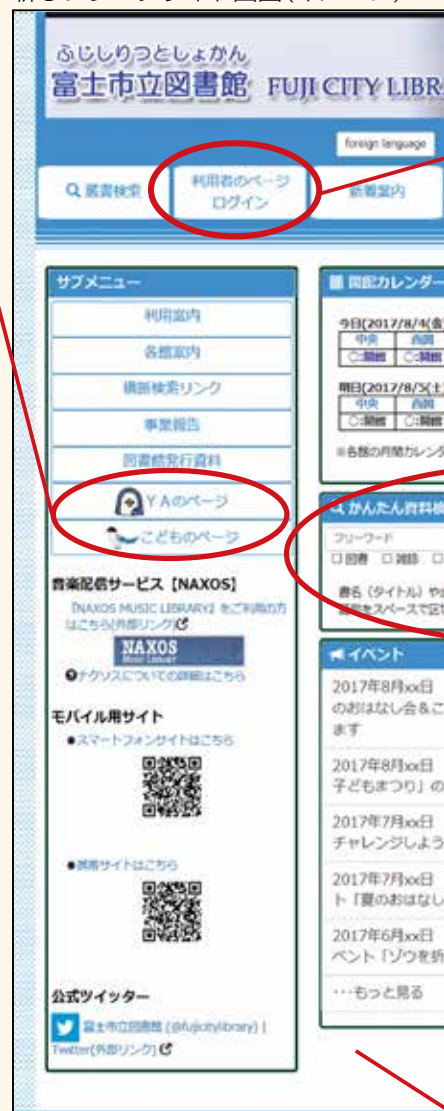 ふじしりつとしょかん
富士市立図書館 FUJI CITY LIBR
foreign language
蔵書検索
利用者のページ
ログイン
新着案内
サブメニュー
利用案内
各館案内
横断検索リンク
事業報告
図書館発行資料
YAのページ
こどものページ
音楽配信サービス【NAXOS】
「NAXOS MUSIC LIBRARY」をご利用の方
はこちら(外部リンク)
NAXOS
Music Library
ナクソスについての詳細はこちら
モバイル用サイト
●スマートフォンサイトはこちら
●携帯サイトはこちら
公式ツイッター
富士市立図書館 (@fujicitylibrary) |
Twitter(外部リンク)
開館カレンダー
今日(2017/8/4(金
中央 西図
○:開館 ○:開館
明日(2017/8/5(土
中央 西図
○:開館 ○:開館
※各館の月間カレンダ
かんたん資料検
フリーワード
□図書 □雑誌 □
書名(タイトル)や
をスペースで区
イベント
2017年8月xx日
のおはなし会&こ
ます
2017年8月xx日
子どもまつり」の
2017年7月xx日
チャレンジしよう
2017年7月xx日
ト「夏のおはなし
2017年6月xx日
ベント「ゾウを折
…もっと見る